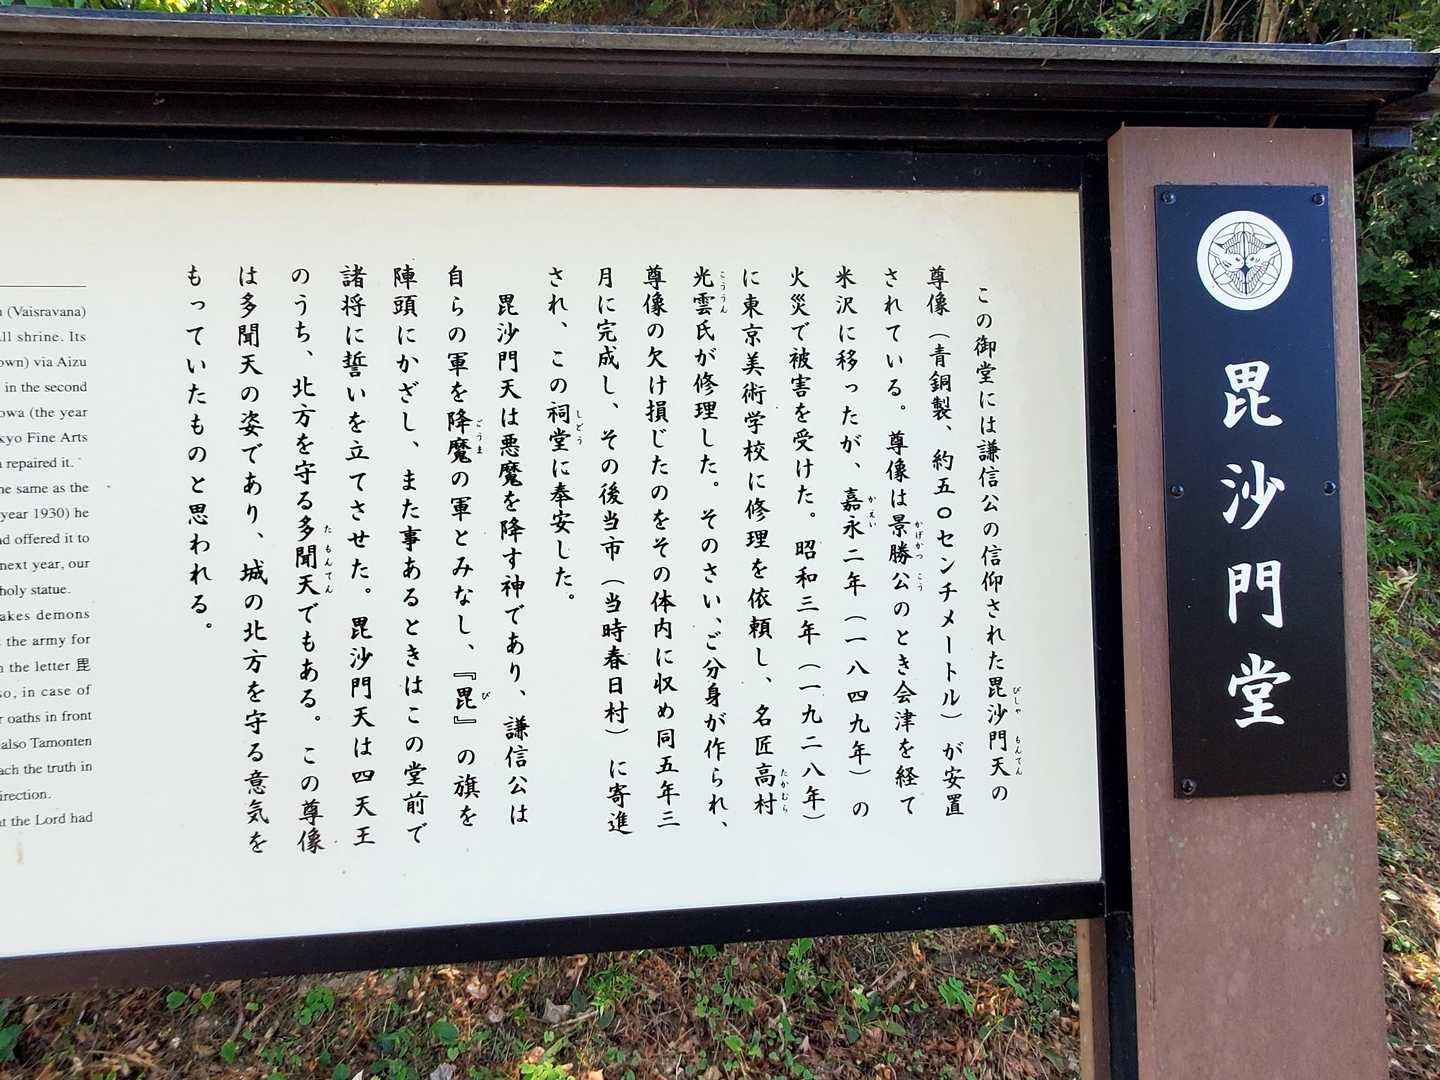 毘沙門堂
この御堂には謙信公の信仰された毘沙門天の
尊像（青銅製、約五〇センチメートル）が安置
されている。尊像は景勝公のとき会津を経て
米沢に移ったが、嘉永二年（一八四九年）の
火災で被害を受けた。昭和三年（一九二八年）
に東京美術学校に修理を依頼し、名匠高村
光雲氏が修理した。そのさい、ご分身が作られ、
尊像の欠け損じたのをその体内に収め同五年三
月に完成し、その後当市（当時春日村）に寄進
され、この祠堂に奉安した。
毘沙門天は悪魔を降す神であり、謙信公は
自らの軍を降魔の軍とみなし、『毘』の旗を
陣頭にかざし、また事あるときはこの堂前で
諸将に誓いを立てさせた。毘沙門天は四天王
のうち、北方を守る多聞天でもある。この尊像
は多聞天の姿であり、城の北方を守る意気を
もっていたものと思われる。
(Vaisravana)
ll shrine. Its
own) via Aizu
in the second
owa (the year
kyo Fine Arts
repaired it.
ne same as the
year 1930) he
nd offered it to
next year, our
holy statue.
akes demons
the army for
n the letter 毘
so, in case of
r oaths in front
also Tamonten
ach the truth in
irection.
at the Lord had